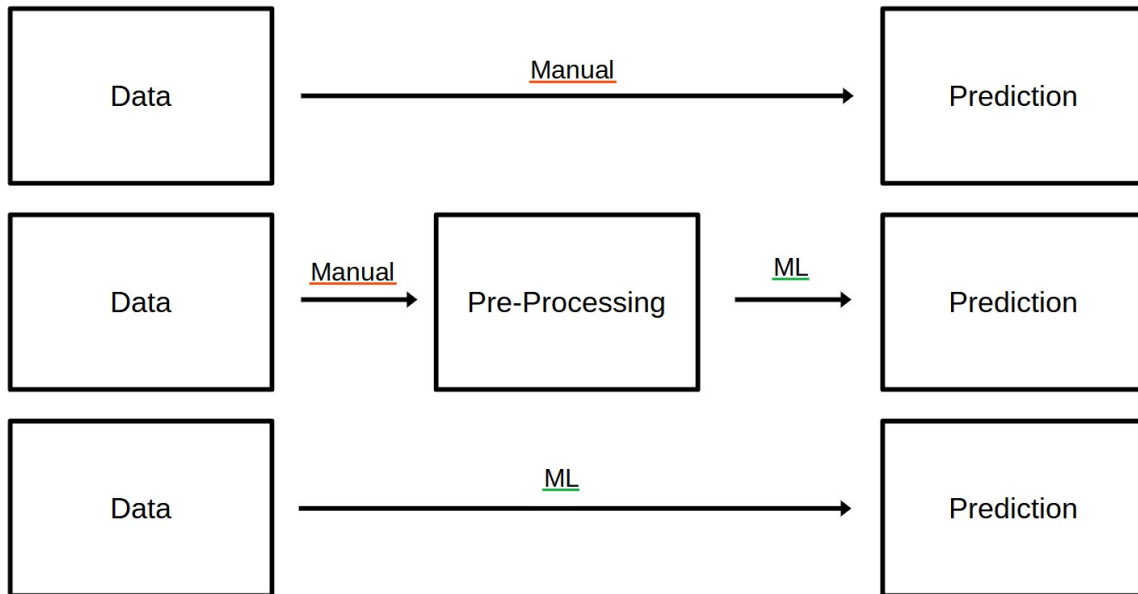 Data
Manual
Prediction
Data
Manual
Pre-Processing
ML
Prediction
Data
ML
Prediction